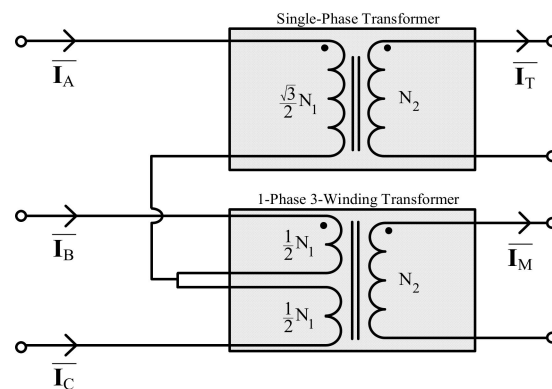 Single-Phase Transformer
I_A
√3/2 N_1
N_2
I_T
1-Phase 3-Winding Transformer
I_B
1/2 N_1
N_2
I_M
1/2 N_1
I_C